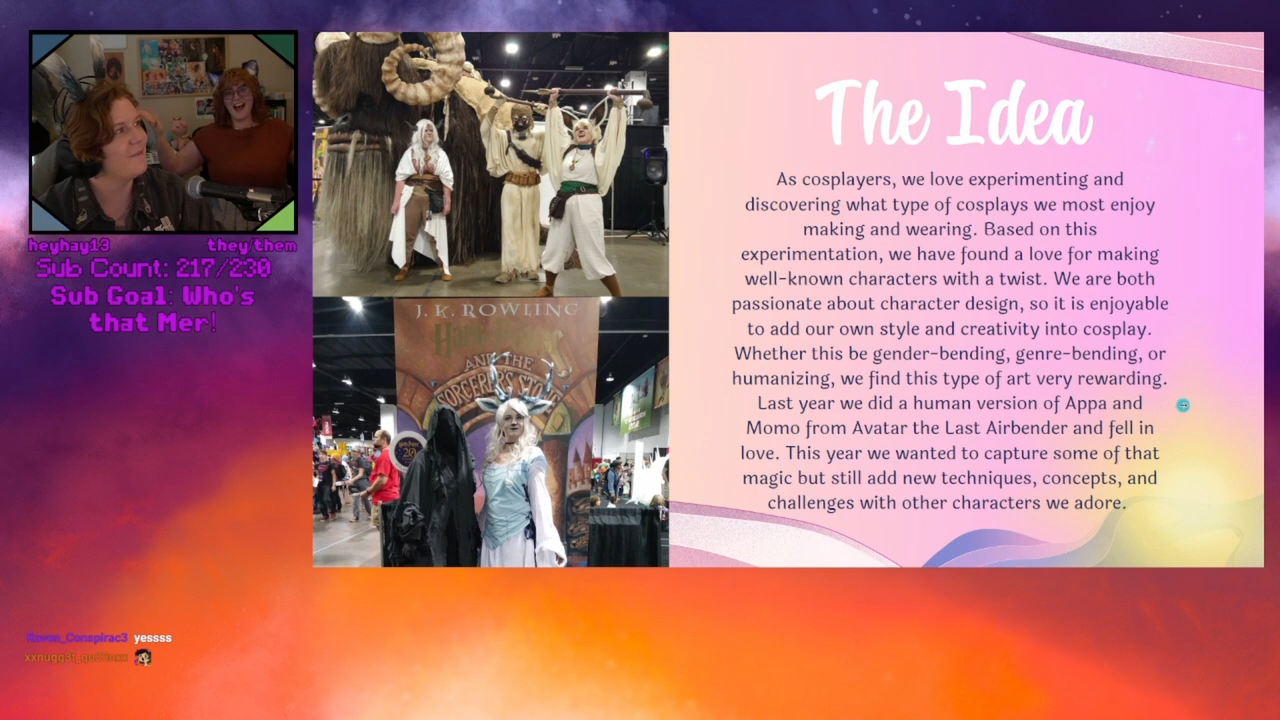 heyhay13 they/them
Sub Count: 217/230
Sub Goal: Who's
that Mer!
J.K. ROWLING
AND THE
SORCERER'S STONE
The Idea
As cosplayers, we love experimenting and
discovering what type of cosplays we most enjoy
making and wearing. Based on this
experimentation, we have found a love for making
well-known characters with a twist. We are both
passionate about character design, so it is enjoyable
to add our own style and creativity into cosplay.
Whether this be gender-bending, genre-bending, or
humanizing, we find this type of art very rewarding.
Last year we did a human version of Appa and
Momo from Avatar the Last Airbender and fell in
love. This year we wanted to capture some of that
magic but still add new techniques, concepts, and
challenges with other characters we adore.
yessss